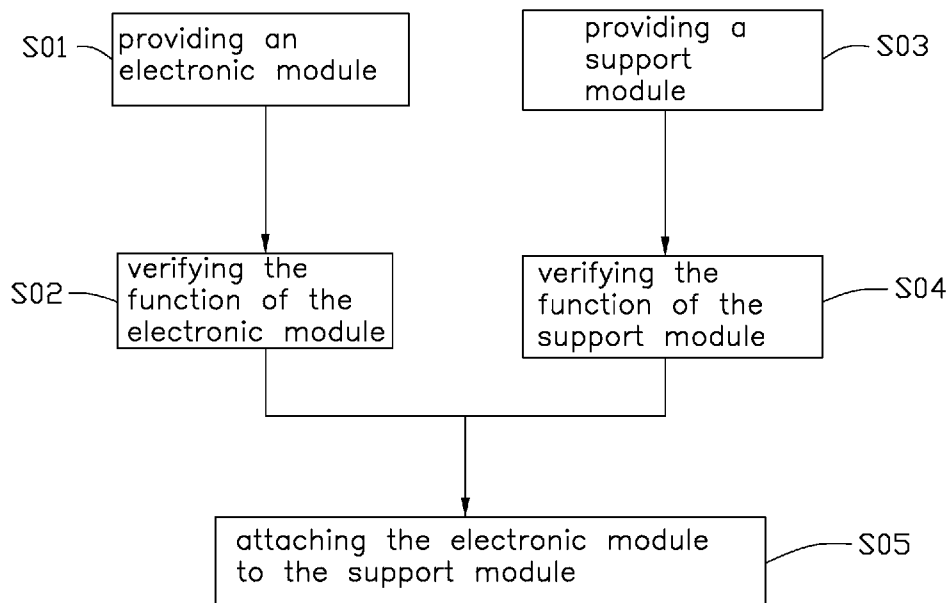 S01
providing an
electronic module
providing a
support
module
S03
S02
verifying the
function of the
electronic module
verifying the
function of the
support module
S04
attaching the electronic module
to the support module
S05